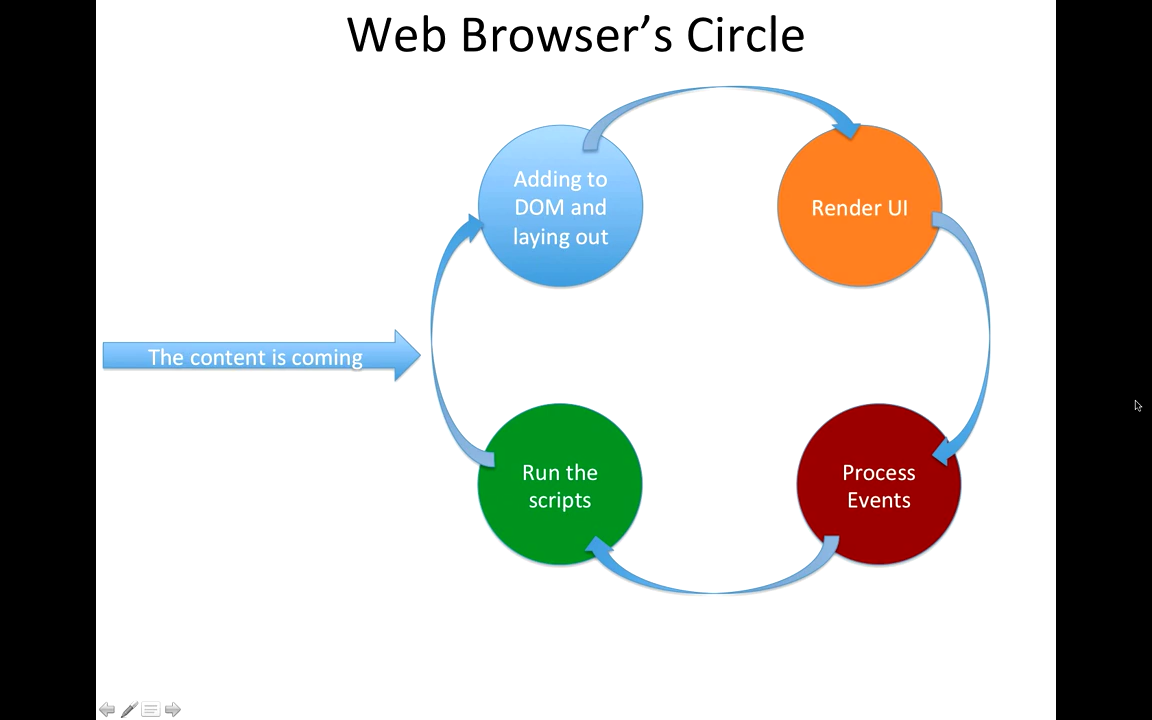 Web Browser’s Circle
Adding to
DOM and
laying out
Render UI
The content is coming
Run the
scripts
Process
Events